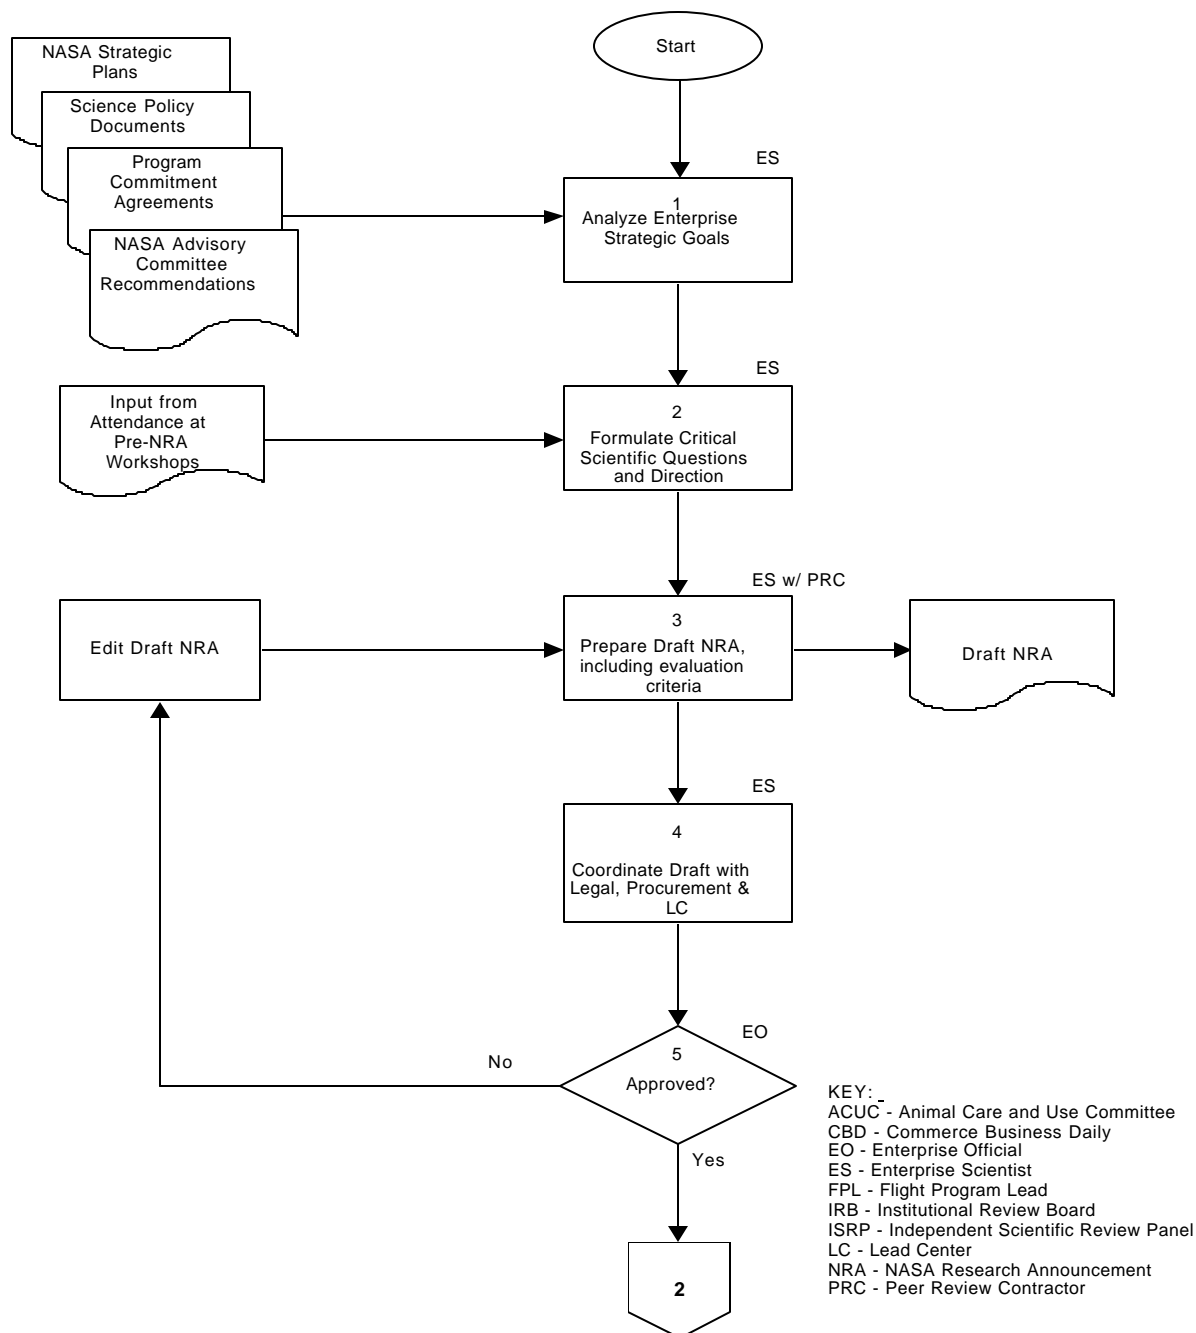 Start
NASA Strategic
Plans
Science Policy
Documents
Program
Commitment
Agreements
NASA Advisory
Committee
Recommendations
ES
1
Analyze Enterprise
Strategic Goals
ES
Input from
Attendance at
Pre-NRA
Workshops
2
Formulate Critical
Scientific Questions
and Direction
ES w/ PRC
Edit Draft NRA
3
Prepare Draft NRA,
including evaluation
criteria
Draft NRA
ES
4
Coordinate Draft with
Legal, Procurement &
LC
EO
5
Approved?
No
Yes
2
KEY: _
ACUC - Animal Care and Use Committee
CBD - Commerce Business Daily
EO - Enterprise Official
ES - Enterprise Scientist
FPL - Flight Program Lead
IRB - Institutional Review Board
ISRP - Independent Scientific Review Panel
LC - Lead Center
NRA - NASA Research Announcement
PRC - Peer Review Contractor